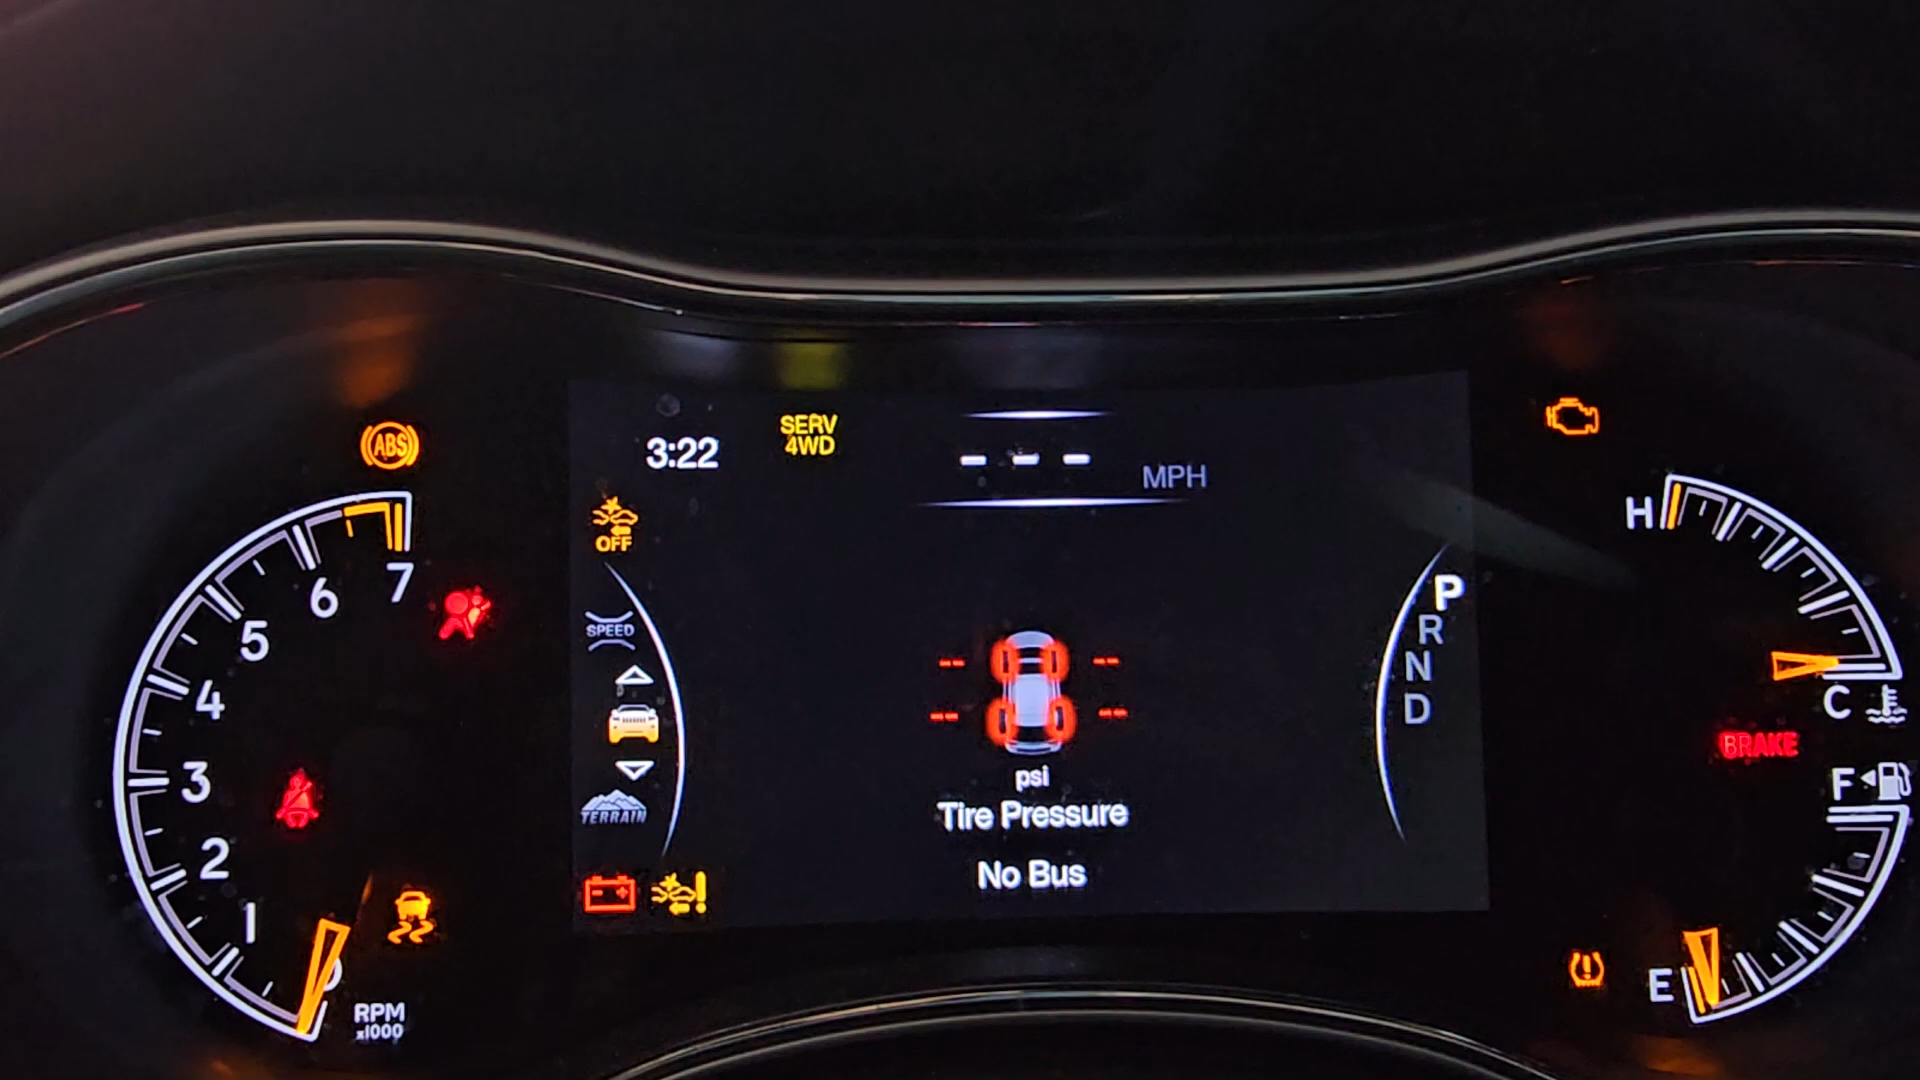 ABS
3:22
SERV
4WD
- - -
MPH
OFF
SPEED
TERRAIN
7
6
5
4
3
2
1
0
RPM
x1000
P
R
N
D
-- --
-- --
psi
Tire Pressure
No Bus
H
C
BRAKE
F
E